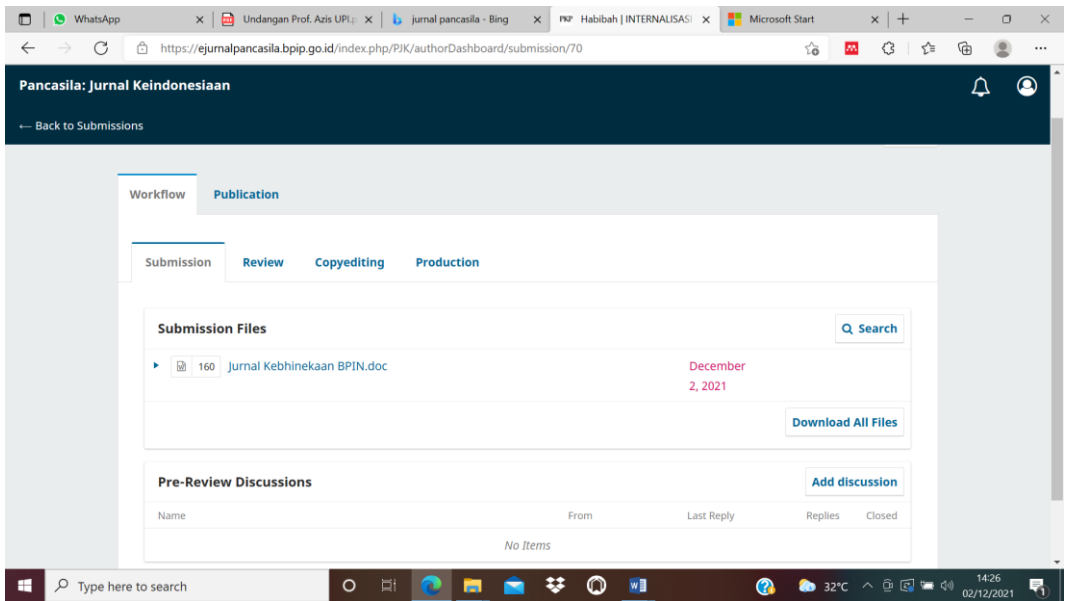 WhatsApp
Undangan Prof. Azis UPI.p
jurnal pancasila - Bing
PKP Habibah | INTERNALISASI
Microsoft Start
https://ejurnalpancasila.bpip.go.id/index.php/PJK/authorDashboard/submission/70
Pancasila: Jurnal Keindonesiaan
← Back to Submissions
Workflow Publication
Submission Review Copyediting Production
Submission Files Search
160 Jurnal Kebhinekaan BPIN.doc December
2, 2021
Download All Files
Pre-Review Discussions Add discussion
Name From Last Reply Replies Closed
No Items
Type here to search 32°C 14:26
02/12/2021
1